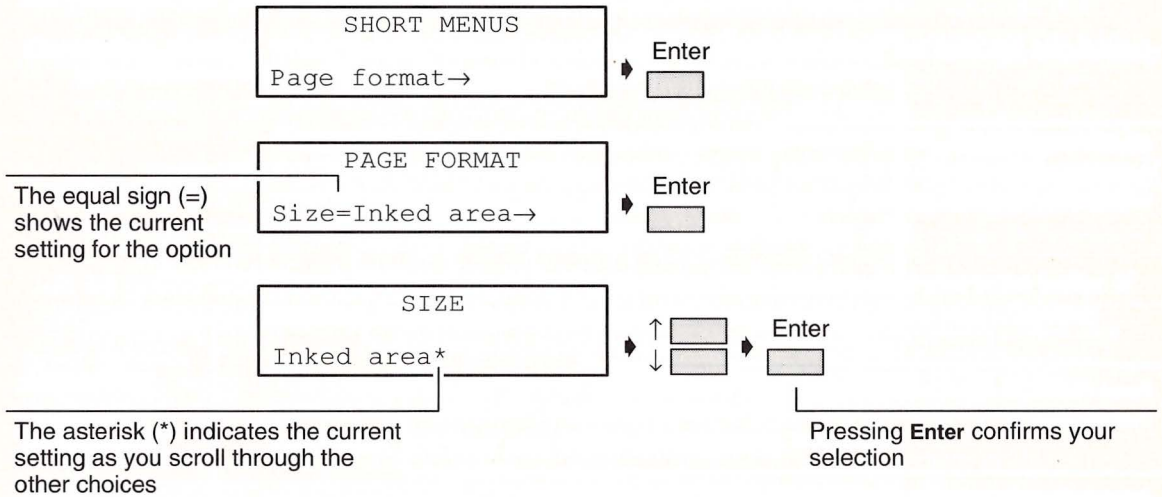 SHORT MENUS
Page format→
Enter
PAGE FORMAT
Size=Inked area→
Enter
The equal sign (=)
shows the current
setting for the option
SIZE
Inked area*
↑
↓
Enter
The asterisk (*) indicates the current
setting as you scroll through the
other choices
Pressing Enter confirms your
selection